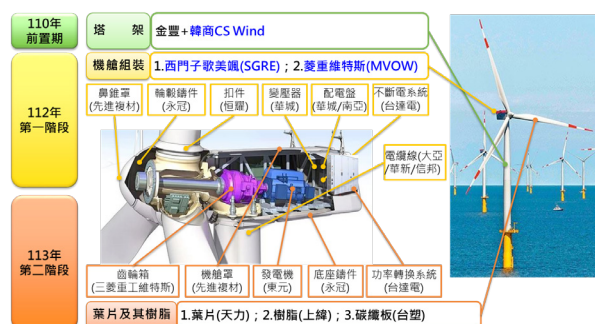 110年
前置期
塔 架
金豐+韓商CS Wind
機艙組裝
1.西門子歌美颯(SGRE)；2.菱重維特斯(MVOW)
112年
第一階段
鼻錐罩
(先進複材)
輪轂鑄件
(永冠)
扣件
(恒耀)
變壓器
(華城)
配電盤
(華城/南亞)
不斷電系統
(台達電)
電纜線(大亞
/華新/信邦)
113年
第二階段
齒輪箱
(三菱重工維特斯)
機艙罩
(先進複材)
發電機
(東元)
底座鑄件
(永冠)
功率轉換系統
(台達電)
葉片及其樹脂
1.葉片(天力)；2.樹脂(上緯)；3.碳纖板(台塑)